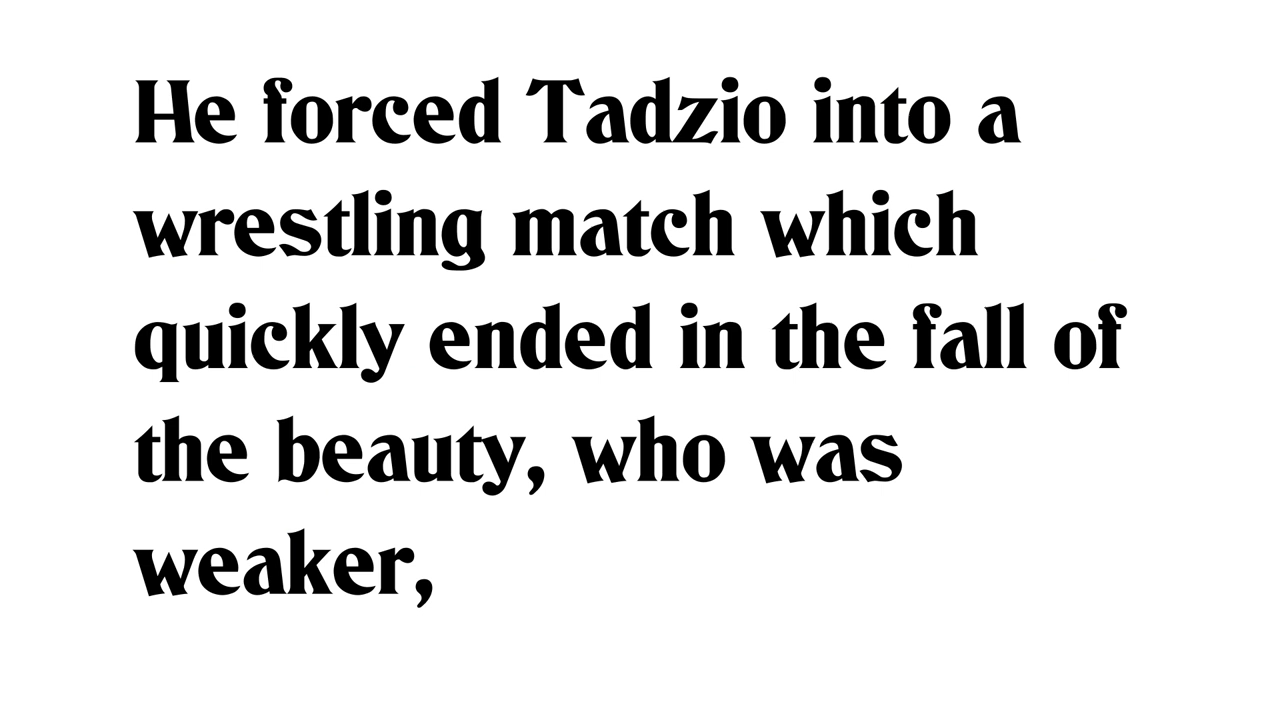 He forced Tadzio into a
wrestling match which
quickly ended in the fall of
the beauty, who was
weaker,